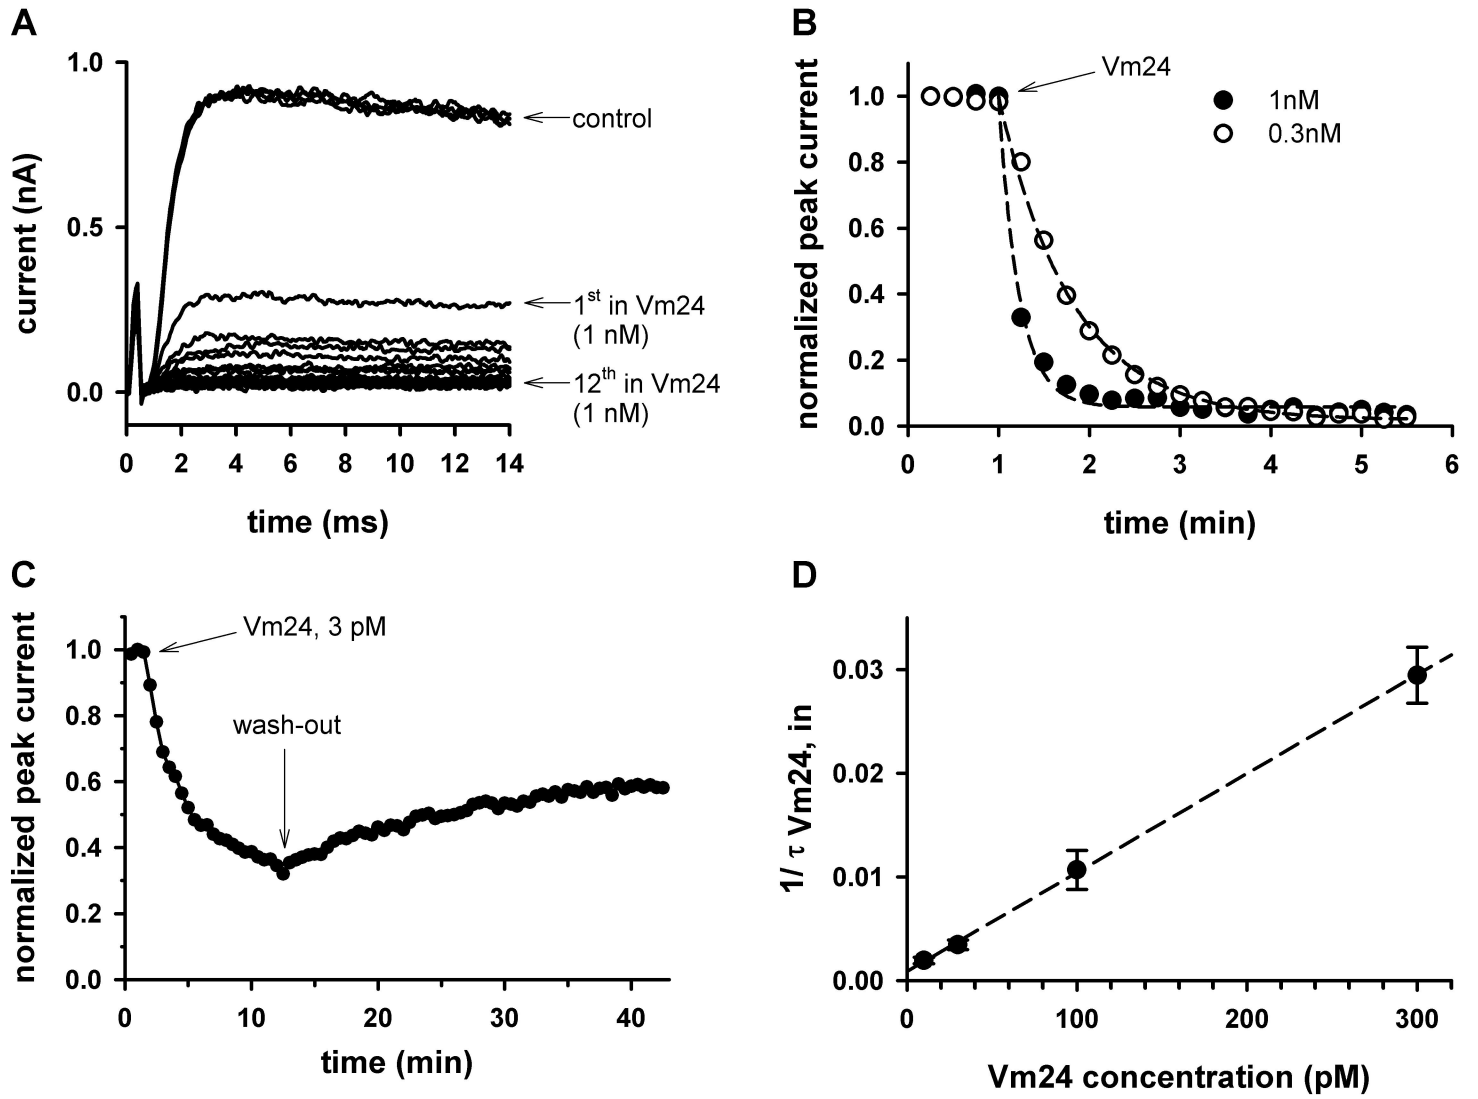 A
1.0
0.5
0.0
current (nA)
control
1st in Vm24
(1 nM)
12th in Vm24
(1 nM)
0 2 4 6 8 10 12 14
time (ms)
B
1.0
0.8
0.6
0.4
0.2
0.0
normalized peak current
Vm24
1nM
0.3nM
0 1 2 3 4 5 6
time (min)
C
1.0
0.8
0.6
0.4
0.2
0.0
normalized peak current
Vm24, 3 pM
wash-out
0 10 20 30 40
time (min)
D
0.03
0.02
0.01
0.00
1/ τ Vm24, in
0 100 200 300
Vm24 concentration (pM)